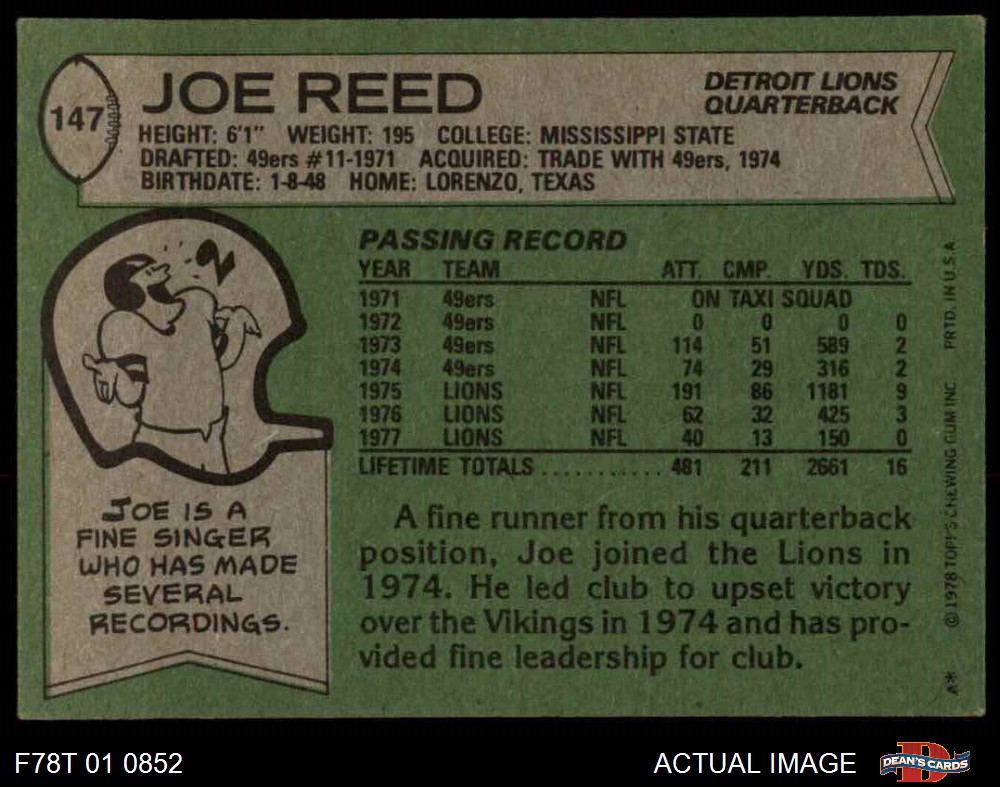 147
JOE REED
DETROIT LIONS
QUARTERBACK
HEIGHT: 6'1" WEIGHT: 195 COLLEGE: MISSISSIPPI STATE
DRAFTED: 49ers #11-1971 ACQUIRED: TRADE WITH 49ers, 1974
BIRTHDATE: 1-8-48 HOME: LORENZO, TEXAS
PASSING RECORD
YEAR TEAM ATT. CMP. YDS. TDS.
1971 49ers NFL ON TAXI SQUAD
1972 49ers NFL 0 0 0 0
1973 49ers NFL 114 51 589 2
1974 49ers NFL 74 29 316 2
1975 LIONS NFL 191 86 1181 9
1976 LIONS NFL 62 32 425 3
1977 LIONS NFL 40 13 150 0
LIFETIME TOTALS ........... 481 211 2661 16
JOE IS A
FINE SINGER
WHO HAS MADE
SEVERAL
RECORDINGS.
A fine runner from his quarterback
position, Joe joined the Lions in
1974. He led club to upset victory
over the Vikings in 1974 and has pro-
vided fine leadership for club.
A* ©1978 TOPPS CHEWING GUM INC. PRTD. IN U.S.A.
F78T 01 0852
ACTUAL IMAGE
DEAN'S CARDS